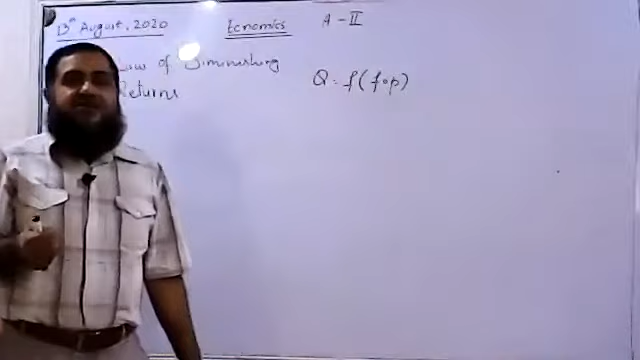 13th August, 2020
Economics
A - II
Law of Diminishing
Returns
Q = f(fop)